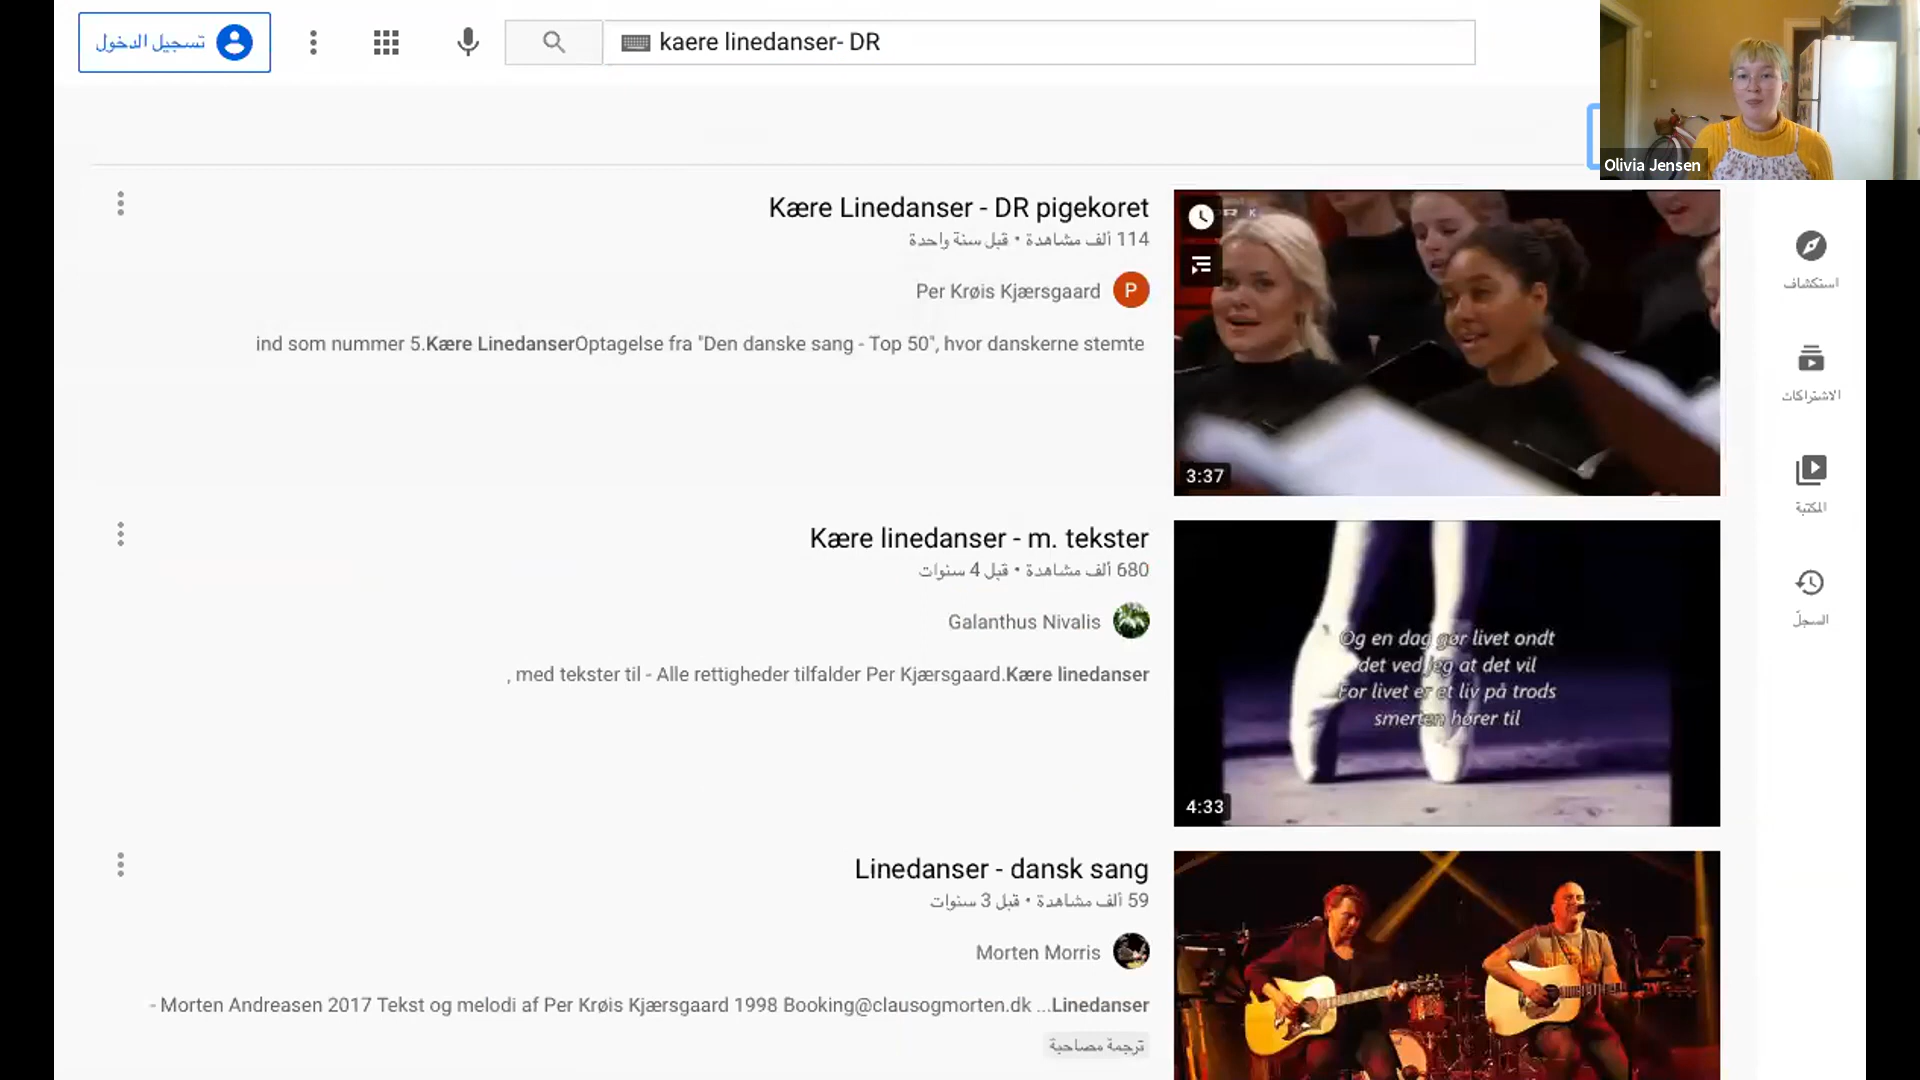 تسجيل الدخول
kaere linedanser- DR
Olivia Jensen
Kære Linedanser - DR pigekoret
114 ألف مشاهدة • قبل سنة واحدة
P
Per Krøis Kjærsgaard
ind som nummer 5.Kære LinedanserOptagelse fra "Den danske sang - Top 50", hvor danskerne stemte
3:37
Kære linedanser - m. tekster
680 ألف مشاهدة • قبل 4 سنوات
Galanthus Nivalis
, med tekster til - Alle rettigheder tilfalder Per Kjærsgaard.Kære linedanser
Og en dag gør livet ondt
det ved jeg at det vil
For livet er et liv på trods
smerten hører til
4:33
Linedanser - dansk sang
59 ألف مشاهدة • قبل 3 سنوات
Morten Morris
- Morten Andreasen 2017 Tekst og melodi af Per Krøis Kjærsgaard 1998 Booking@clausogmorten.dk ...Linedanser
ترجمة مصاحبة
استكشاف
الاشتراكات
المكتبة
السجلّ